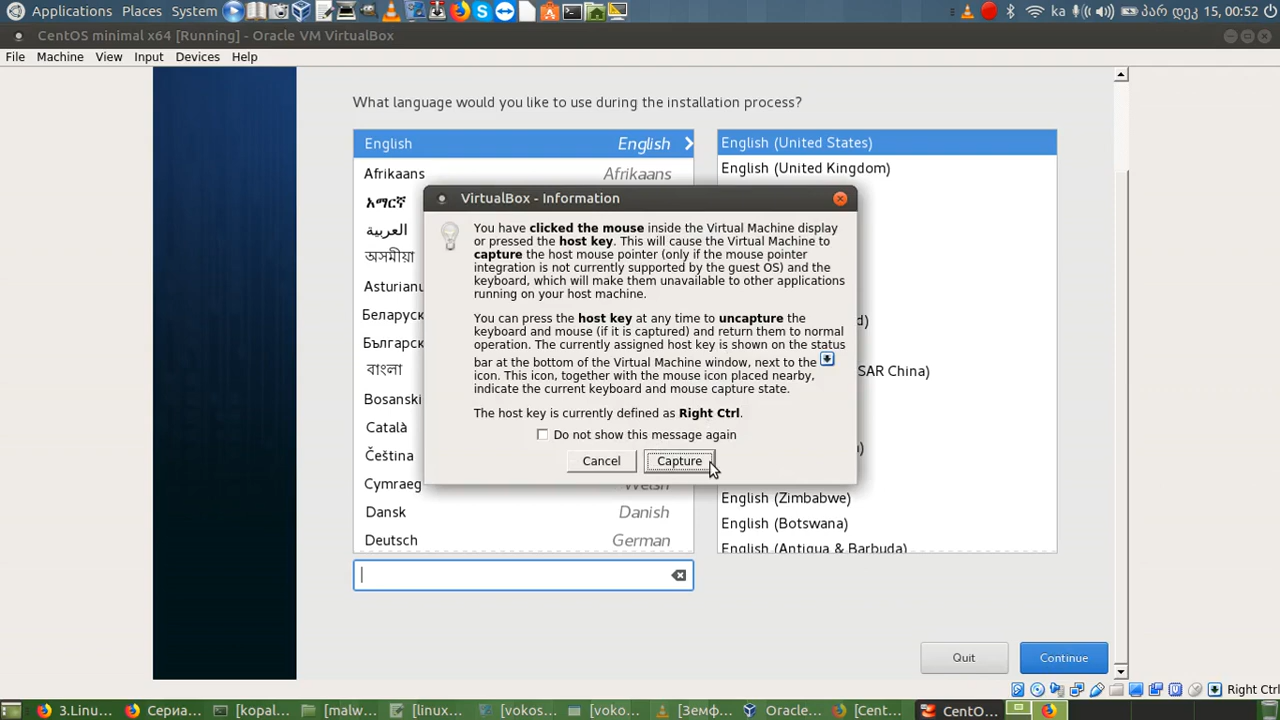 Applications Places System
ka
პარ დეკ 15, 00:52
CentOS minimal x64 [Running] - Oracle VM VirtualBox
File Machine View Input Devices Help
What language would you like to use during the installation process?
English English English (United States)
Afrikaans Afrikaans English (United Kingdom)
VirtualBox - Information
አማርኛ
العربية
অসমীয়া
Asturianu
Беларуск
Българск
বাংলা
Bosanski
Català
Čeština
Cymraeg Welsh
Dansk Danish
Deutsch German
You have clicked the mouse inside the Virtual Machine display
or pressed the host key. This will cause the Virtual Machine to
capture the host mouse pointer (only if the mouse pointer
integration is not currently supported by the guest OS) and the
keyboard, which will make them unavailable to other applications
running on your host machine.
You can press the host key at any time to uncapture the
keyboard and mouse (if it is captured) and return them to normal
operation. The currently assigned host key is shown on the status
bar at the bottom of the Virtual Machine window, next to the
icon. This icon, together with the mouse icon placed nearby,
indicate the current keyboard and mouse capture state.
The host key is currently defined as Right Ctrl.
Do not show this message again
Cancel Capture
d)
SAR China)
)
English (Zimbabwe)
English (Botswana)
English (Antigua & Barbuda)
Quit Continue
Right Ctrl
3.Linu... Сериа... [kopal... [malw... [linux... [vokos... [voko... [Земф... Oracle... [Cent... CentO...